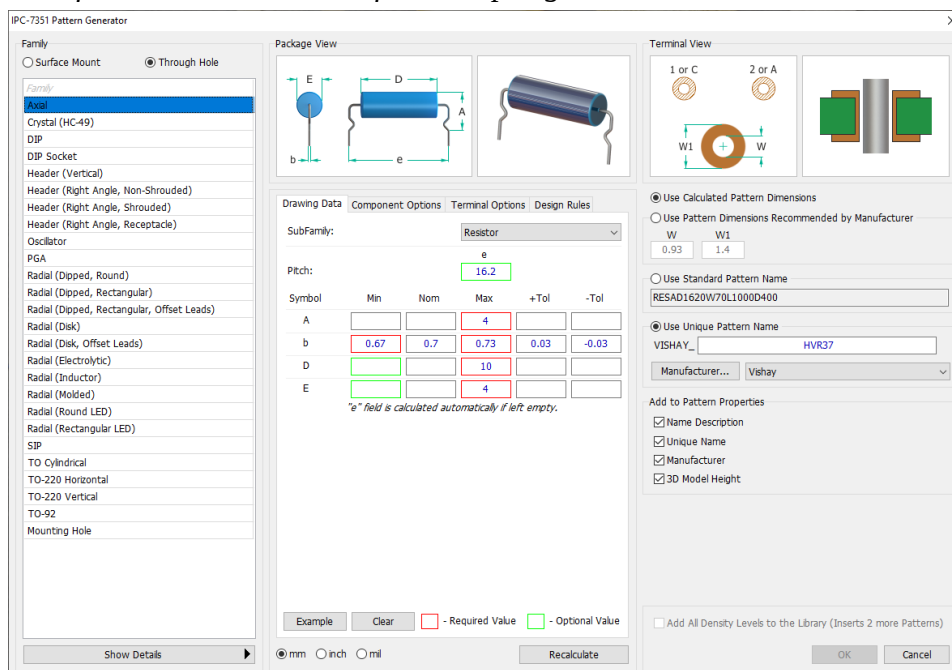 IPC-7351 Pattern Generator
Family
Surface Mount Through Hole
Family
Axial
Crystal (HC-49)
DIP
DIP Socket
Header (Vertical)
Header (Right Angle, Non-Shrouded)
Header (Right Angle, Shrouded)
Header (Right Angle, Receptacle)
Oscillator
PGA
Radial (Dipped, Round)
Radial (Dipped, Rectangular)
Radial (Dipped, Rectangular, Offset Leads)
Radial (Disk)
Radial (Disk, Offset Leads)
Radial (Electrolytic)
Radial (Inductor)
Radial (Molded)
Radial (Round LED)
Radial (Rectangular LED)
SIP
TO Cylindrical
TO-220 Horizontal
TO-220 Vertical
TO-92
Mounting Hole
Show Details
Package View
E D
A
b e
Drawing Data Component Options Terminal Options Design Rules
SubFamily: Resistor
e
Pitch: 16.2
Symbol Min Nom Max +Tol -Tol
A 4
b 0.67 0.7 0.73 0.03 -0.03
D 10
E 4
"e" field is calculated automatically if left empty.
Example Clear - Required Value - Optional Value
mm inch mil Recalculate
Terminal View
1 or C 2 or A
W1 W
Use Calculated Pattern Dimensions
Use Pattern Dimensions Recommended by Manufacturer
W W1
0.93 1.4
Use Standard Pattern Name
RESAD1620W70L1000D400
Use Unique Pattern Name
VISHAY_ HVR37
Manufacturer... Vishay
Add to Pattern Properties
Name Description
Unique Name
Manufacturer
3D Model Height
Add All Density Levels to the Library (Inserts 2 more Patterns)
OK Cancel